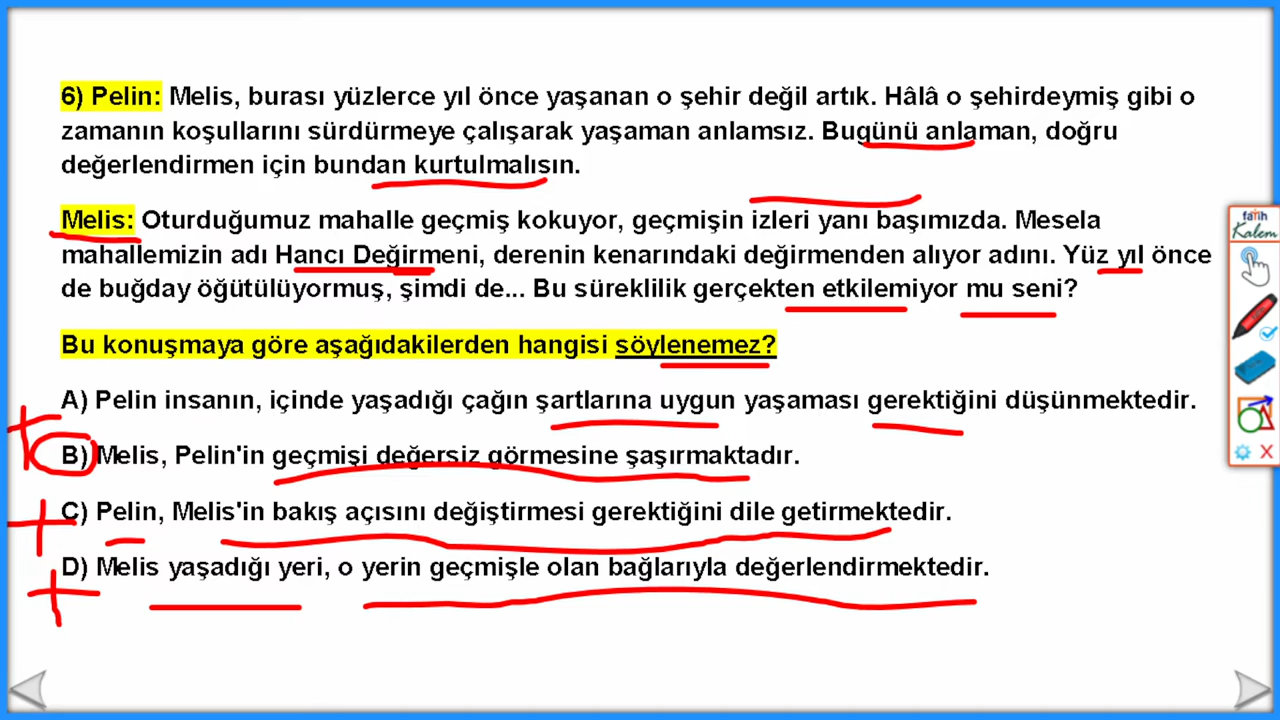 6) Pelin: Melis, burası yüzlerce yıl önce yaşanan o şehir değil artık. Hâlâ o şehirdeymiş gibi o
zamanın koşullarını sürdürmeye çalışarak yaşaman anlamsız. Bugünü anlaman, doğru
değerlendirmen için bundan kurtulmalısın.
Melis: Oturduğumuz mahalle geçmiş kokuyor, geçmişin izleri yanı başımızda. Mesela
mahallemizin adı Hancı Değirmeni, derenin kenarındaki değirmenden alıyor adını. Yüz yıl önce
de buğday öğütülüyormuş, şimdi de... Bu süreklilik gerçekten etkilemiyor mu seni?
Bu konuşmaya göre aşağıdakilerden hangisi söylenemez?
A) Pelin insanın, içinde yaşadığı çağın şartlarına uygun yaşaması gerektiğini düşünmektedir.
B) Melis, Pelin'in geçmişi değersiz görmesine şaşırmaktadır.
C) Pelin, Melis'in bakış açısını değiştirmesi gerektiğini dile getirmektedir.
D) Melis yaşadığı yeri, o yerin geçmişle olan bağlarıyla değerlendirmektedir.
fatih
Kalem